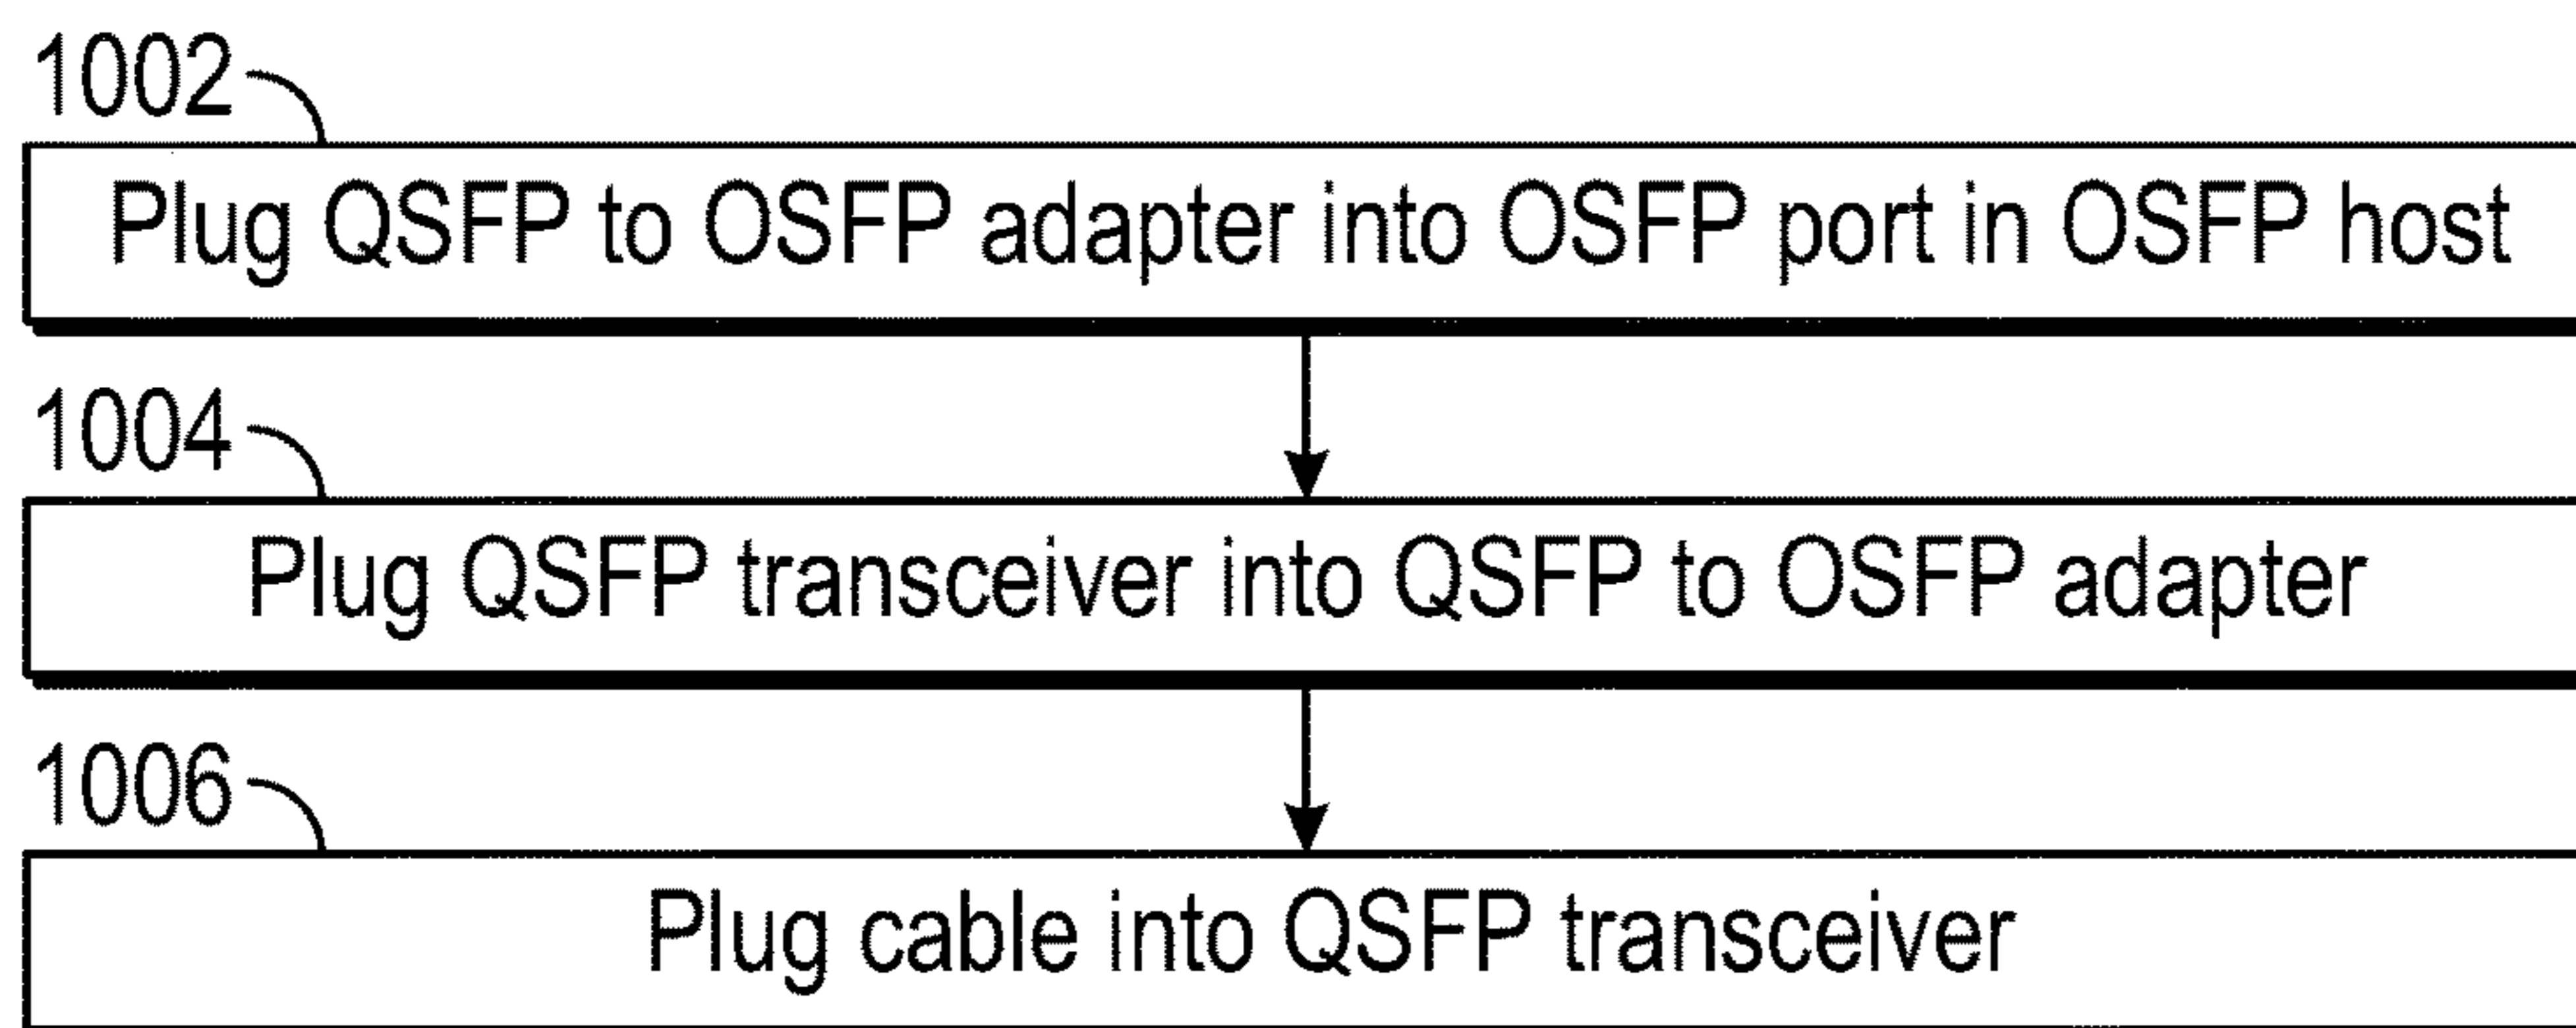 1002
Plug QSFP to OSFP adapter into OSFP port in OSFP host
1004
Plug QSFP transceiver into QSFP to OSFP adapter
1006
Plug cable into QSFP transceiver